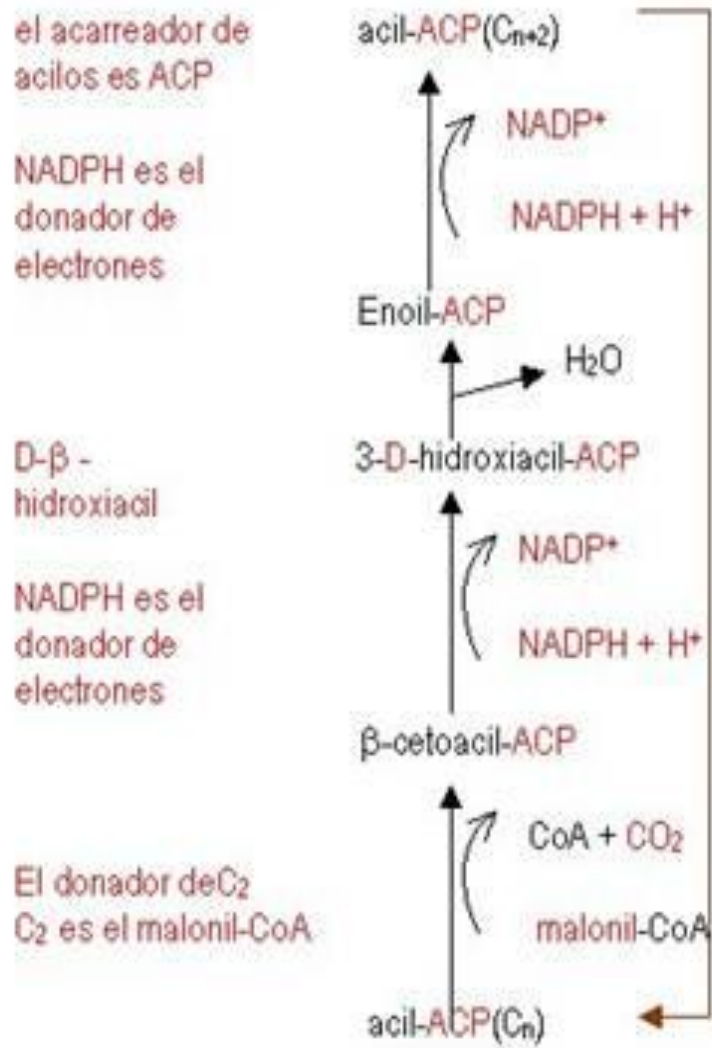 el acarreador de
acilos es ACP
acil-ACP(Cn+2)
NADP+
NADPH es el
donador de
electrones
NADPH + H+
Enoil-ACP
H2O
D-β -
hidroxiacil
3-D-hidroxiacil-ACP
NADP+
NADPH es el
donador de
electrones
NADPH + H+
β-cetoacil-ACP
CoA + CO2
El donador deC2
C2 es el malonil-CoA
malonil-CoA
acil-ACP(Cn)